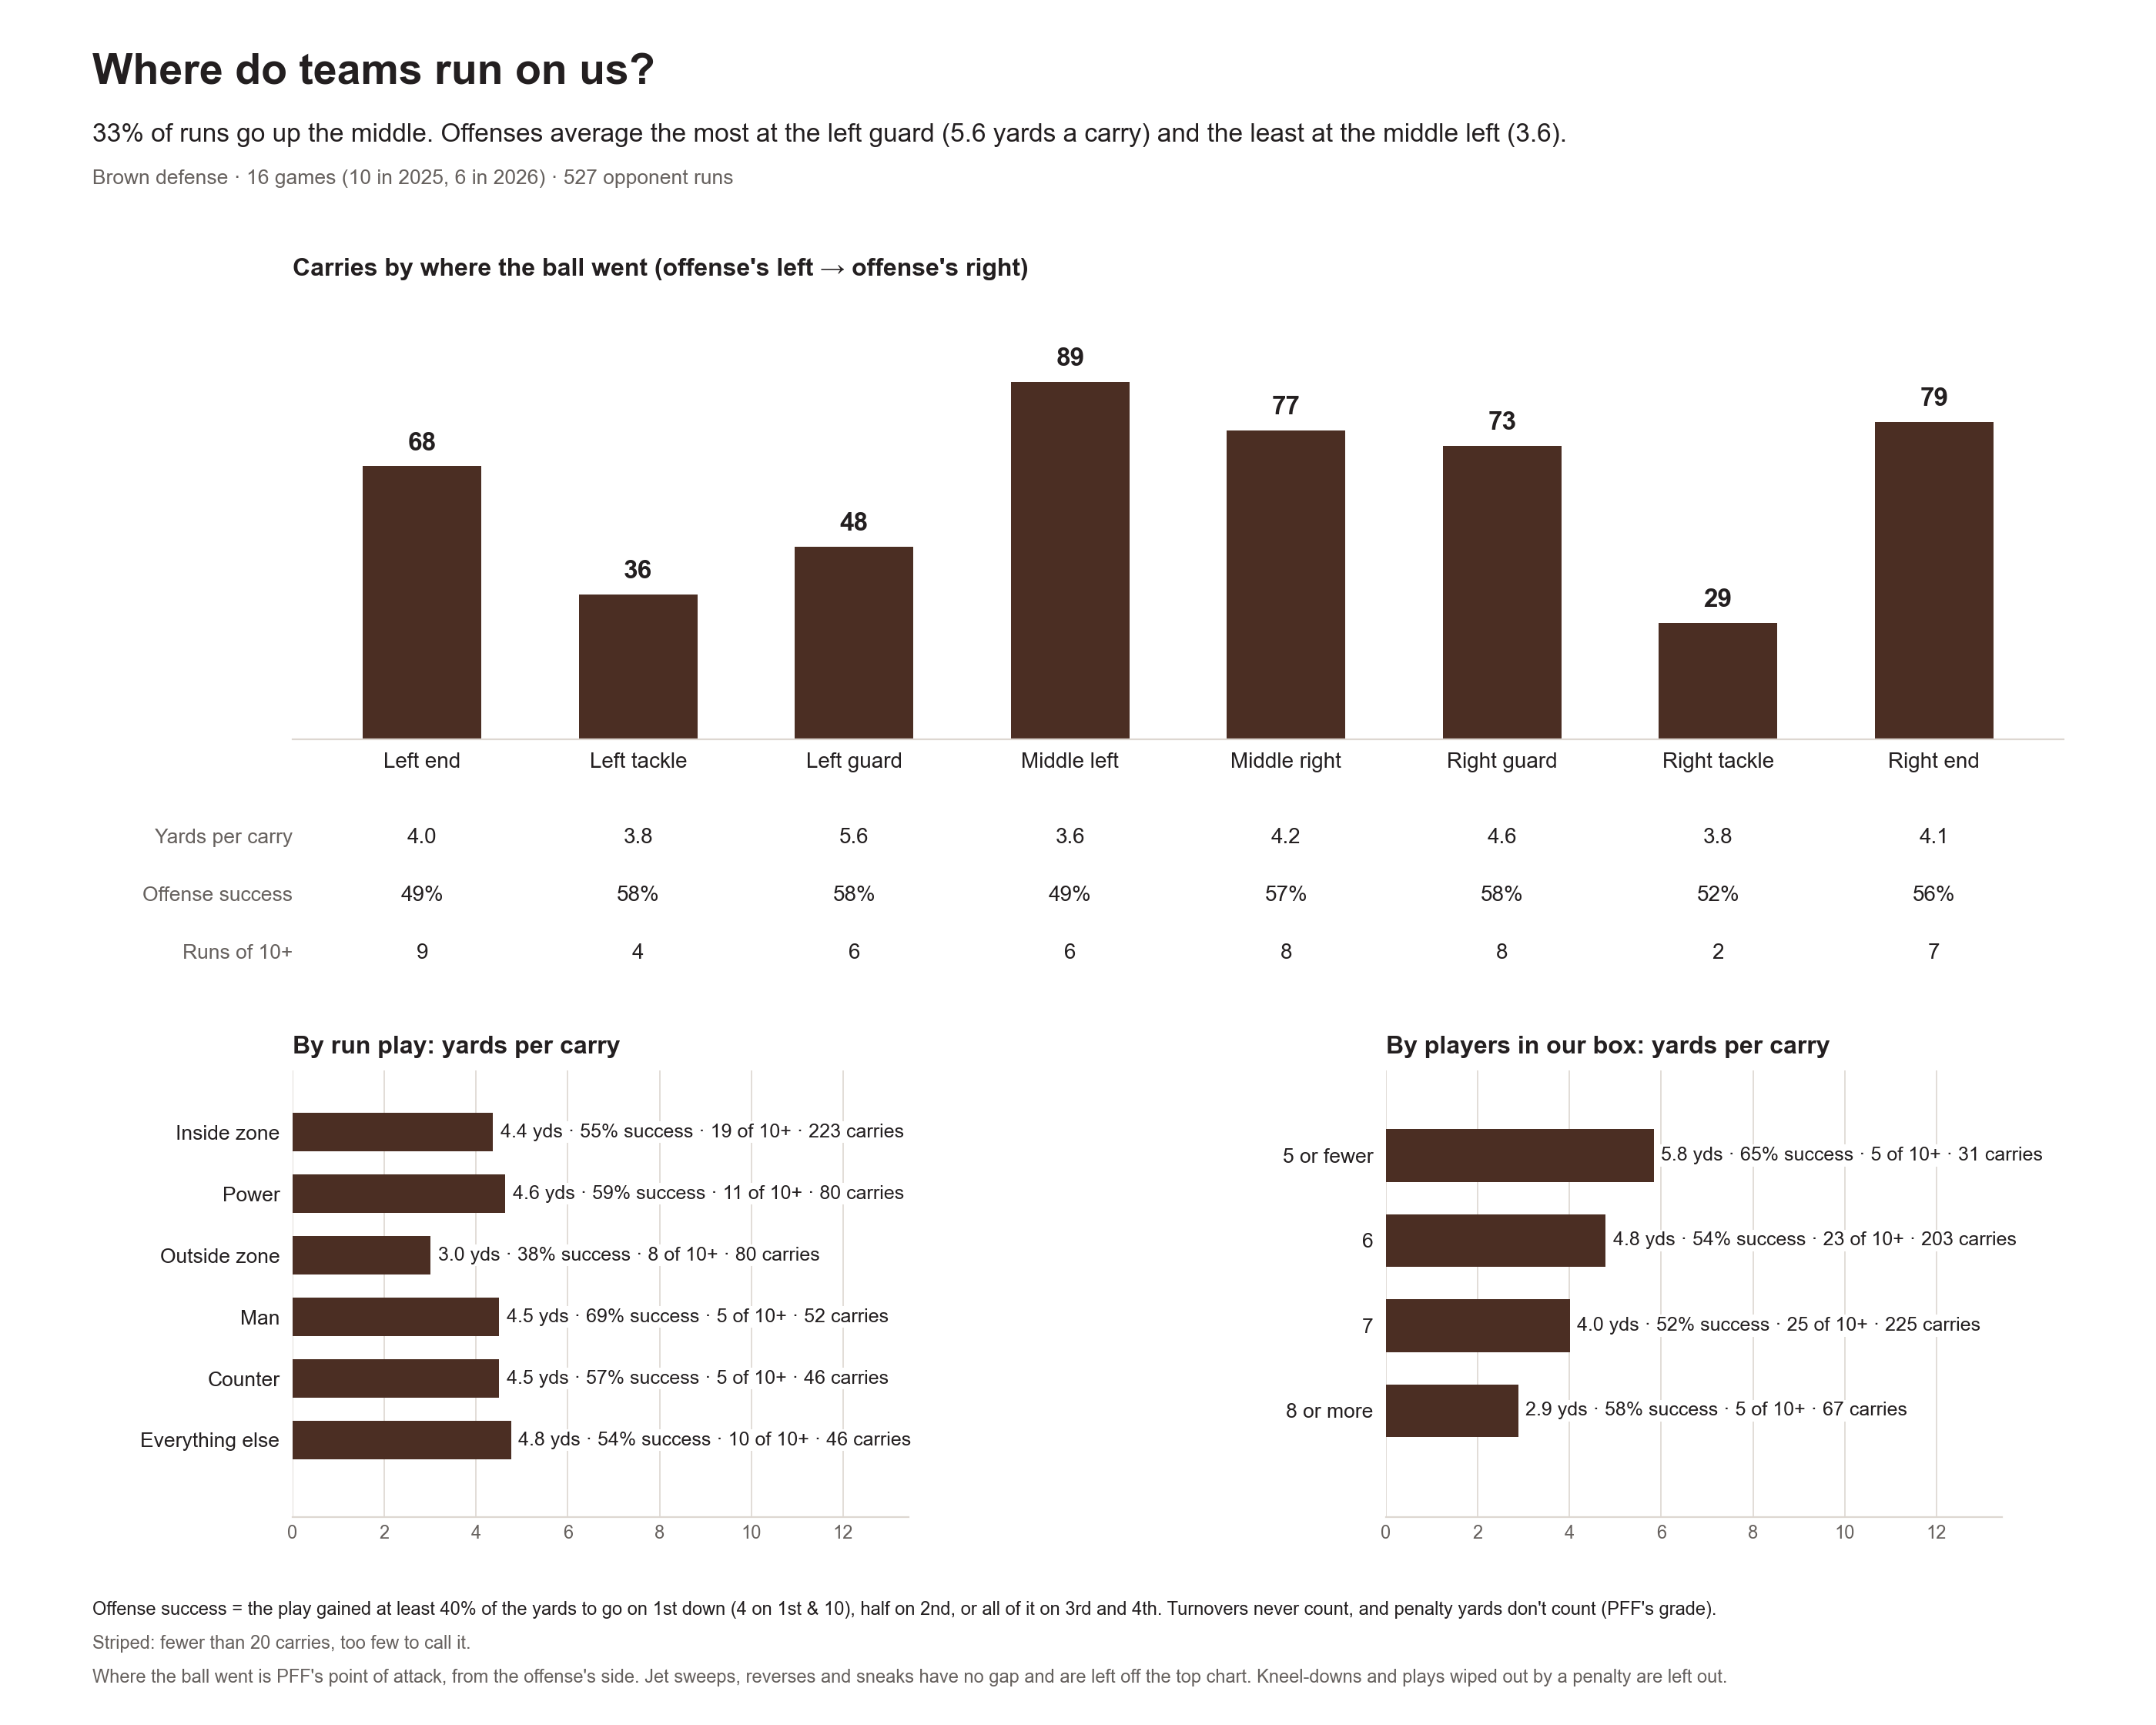 Where do teams run on us?
33% of runs go up the middle. Offenses average the most at the left guard (5.6 yards a carry) and the least at the middle left (3.6).
Brown defense · 16 games (10 in 2025, 6 in 2026) · 527 opponent runs
Carries by where the ball went (offense's left → offense's right)
68 36 48 89 77 73 29 79
Left end Left tackle Left guard Middle left Middle right Right guard Right tackle Right end
Yards per carry 4.0 3.8 5.6 3.6 4.2 4.6 3.8 4.1
Offense success 49% 58% 58% 49% 57% 58% 52% 56%
Runs of 10+ 9 4 6 6 8 8 2 7
By run play: yards per carry
Inside zone 4.4 yds · 55% success · 19 of 10+ · 223 carries
Power 4.6 yds · 59% success · 11 of 10+ · 80 carries
Outside zone 3.0 yds · 38% success · 8 of 10+ · 80 carries
Man 4.5 yds · 69% success · 5 of 10+ · 52 carries
Counter 4.5 yds · 57% success · 5 of 10+ · 46 carries
Everything else 4.8 yds · 54% success · 10 of 10+ · 46 carries
0 2 4 6 8 10 12
By players in our box: yards per carry
5 or fewer 5.8 yds · 65% success · 5 of 10+ · 31 carries
6 4.8 yds · 54% success · 23 of 10+ · 203 carries
7 4.0 yds · 52% success · 25 of 10+ · 225 carries
8 or more 2.9 yds · 58% success · 5 of 10+ · 67 carries
0 2 4 6 8 10 12
Offense success = the play gained at least 40% of the yards to go on 1st down (4 on 1st & 10), half on 2nd, or all of it on 3rd and 4th. Turnovers never count, and penalty yards don't count (PFF's grade).
Striped: fewer than 20 carries, too few to call it.
Where the ball went is PFF's point of attack, from the offense's side. Jet sweeps, reverses and sneaks have no gap and are left off the top chart. Kneel-downs and plays wiped out by a penalty are left out.